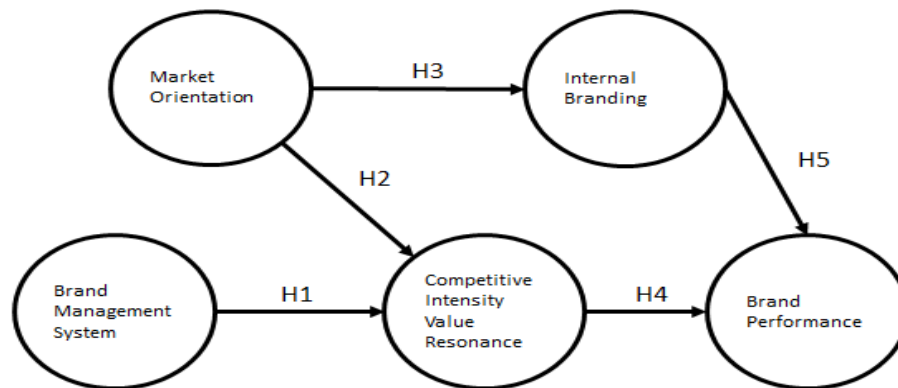 Market
Orientation
H3
Internal
Branding
H2
H5
Brand
Management
System
H1
Competitive
Intensity
Value
Resonance
H4
Brand
Performance